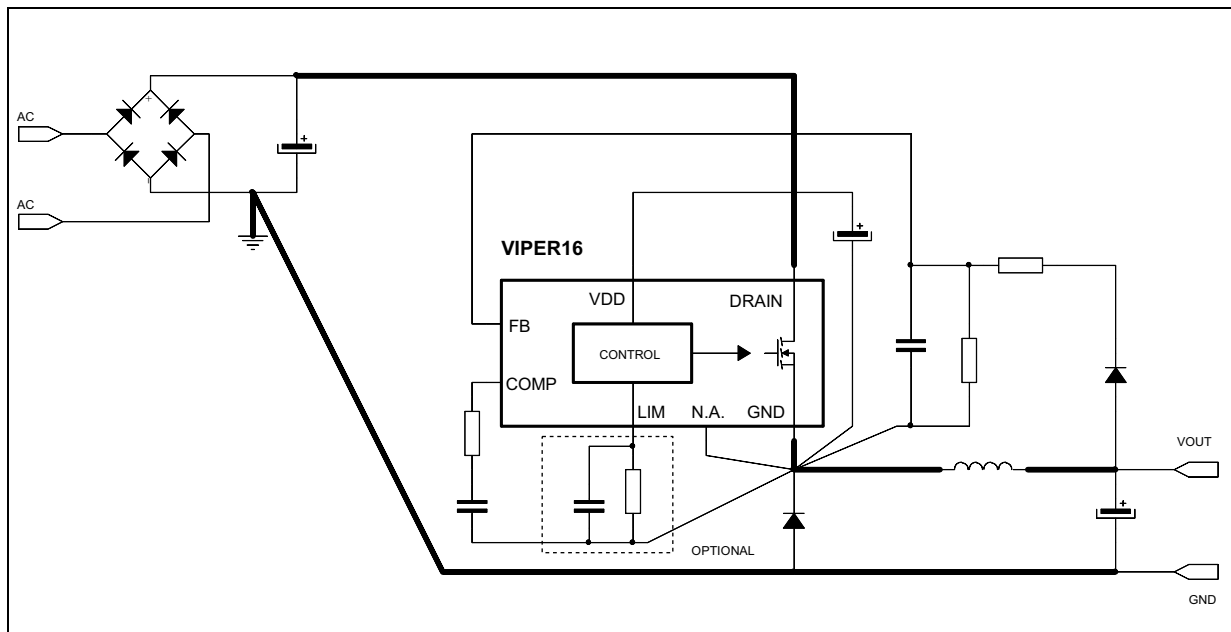 AC
AC
VIPER16
VDD
DRAIN
FB
CONTROL
COMP
LIM
N.A.
GND
VOUT
OPTIONAL
GND